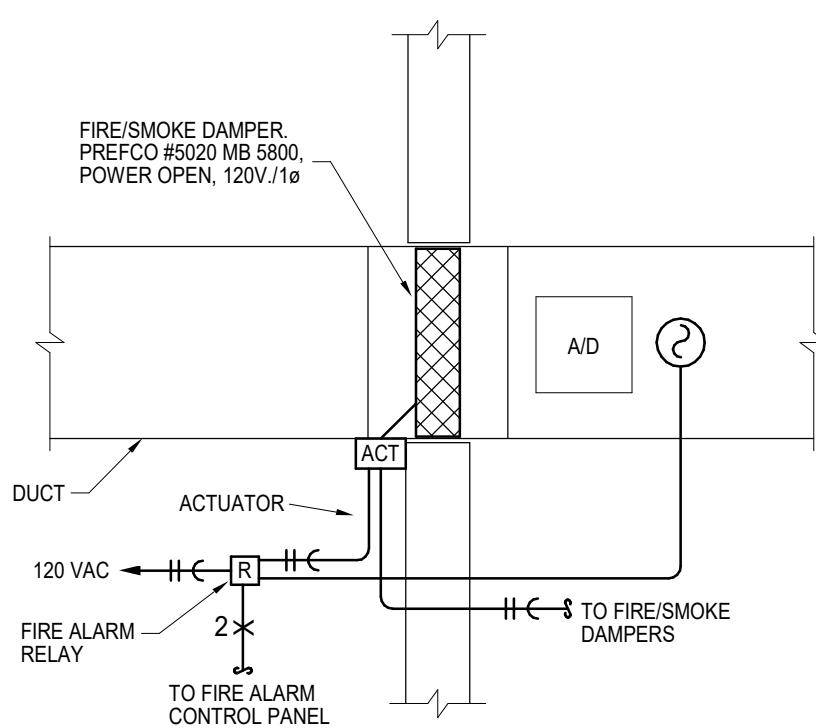 FIRE/SMOKE DAMPER.
PREFCO #5020 MB 5800,
POWER OPEN, 120V./1ø
A/D
ACT
DUCT
ACTUATOR
120 VAC
R
FIRE ALARM
RELAY
2
TO FIRE/SMOKE
DAMPERS
TO FIRE ALARM
CONTROL PANEL